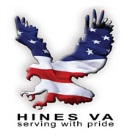 HINES VA
serving with pride